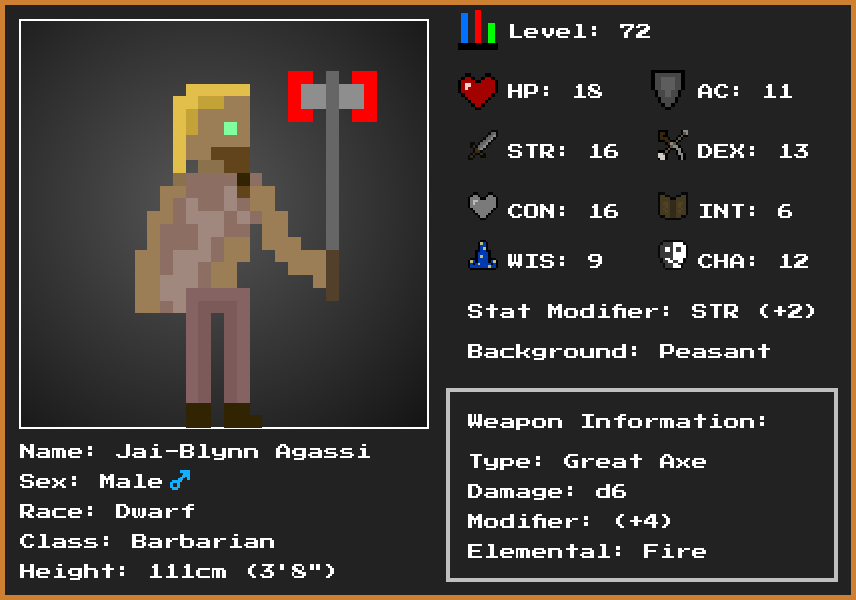 Level: 72
HP: 18 AC: 11
STR: 16 DEX: 13
CON: 16 INT: 6
WIS: 9 CHA: 12
Stat Modifier: STR (+2)
Background: Peasant
Weapon Information:
Type: Great Axe
Damage: d6
Modifier: (+4)
Elemental: Fire
Name: Jai-Blynn Agassi
Sex: Male ♂
Race: Dwarf
Class: Barbarian
Height: 111cm (3'8")